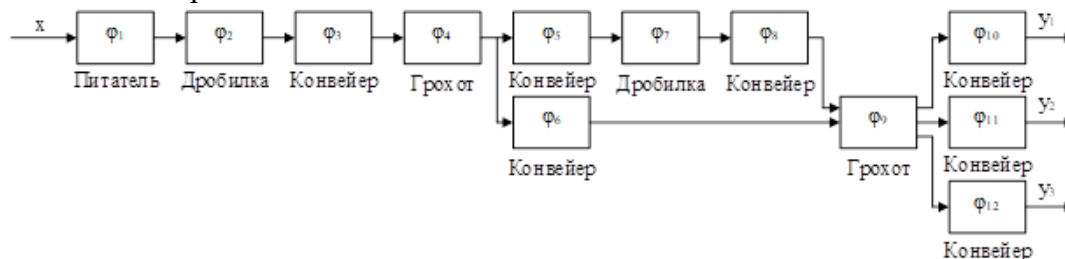 x
φ1
φ2
φ3
φ4
φ5
φ7
φ8
φ10
y1
Питатель
Дробилка
Конвейер
Грохот
Конвейер
Дробилка
Конвейер
Конвейер
φ6
φ9
φ11
y2
Конвейер
Грохот
Конвейер
φ12
y3
Конвейер